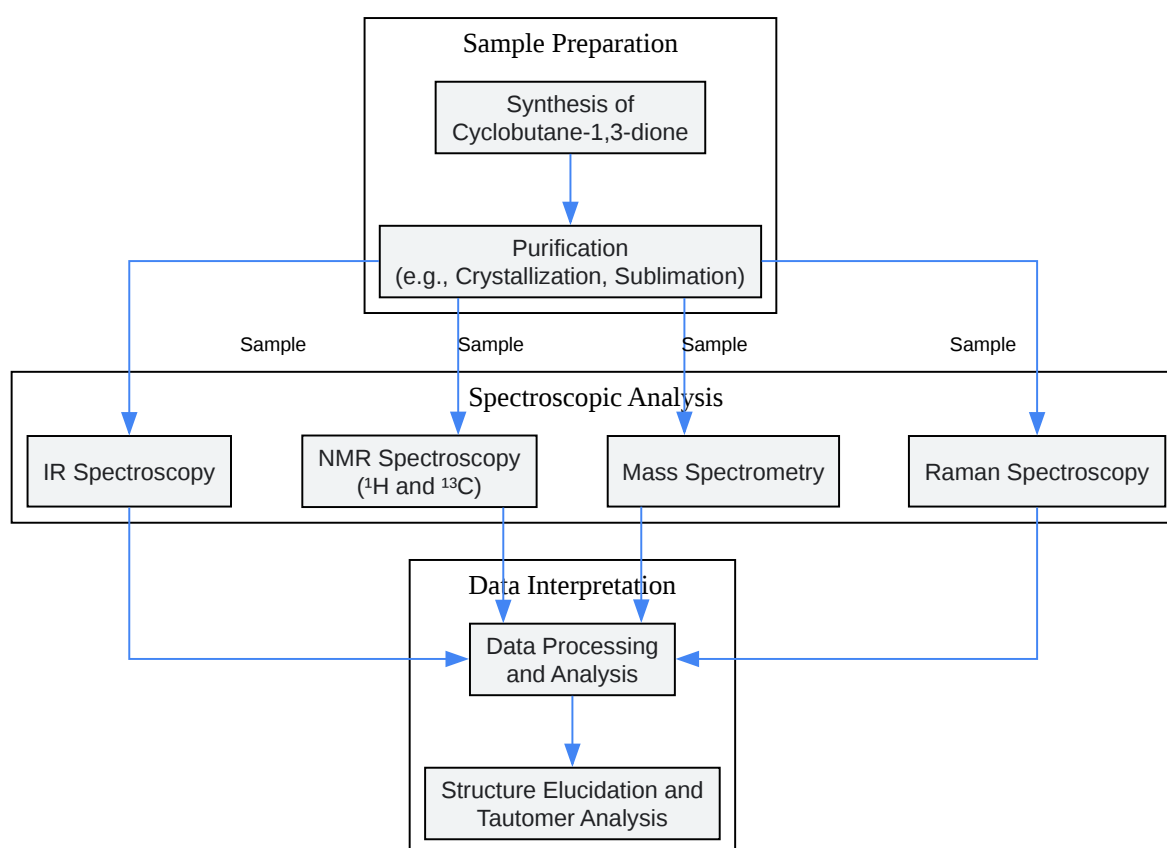 Sample Preparation
Synthesis of
Cyclobutane-1,3-dione
Purification
(e.g., Crystallization, Sublimation)
Sample
Sample
Sample
Sample
Spectroscopic Analysis
IR Spectroscopy
NMR Spectroscopy
(¹H and ¹³C)
Mass Spectrometry
Raman Spectroscopy
Data Interpretation
Data Processing
and Analysis
Structure Elucidation and
Tautomer Analysis